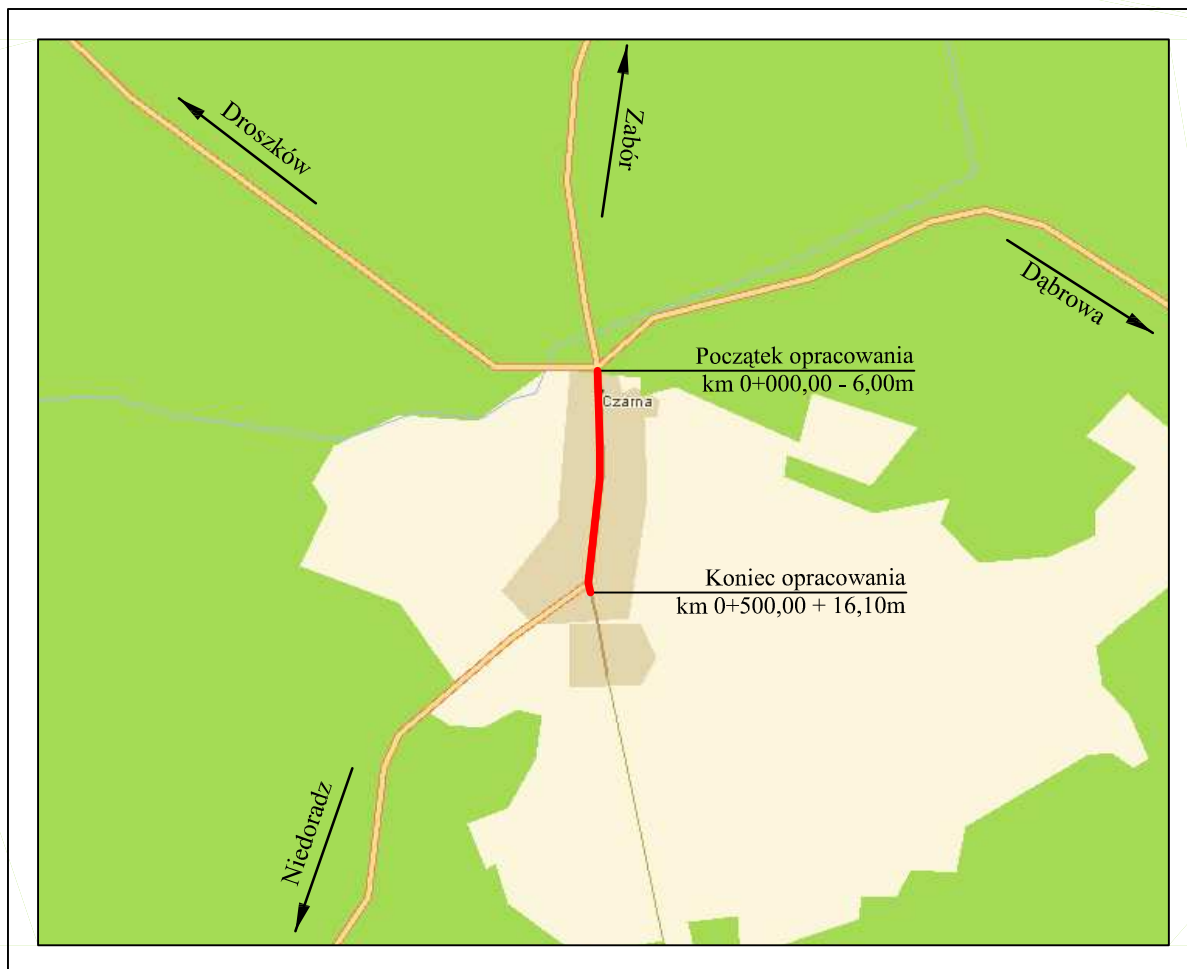 Droszków
Zabór
Dąbrowa
Początek opracowania
km 0+000,00 - 6,00m
Czarna
Koniec opracowania
km 0+500,00 + 16,10m
Niedoradz